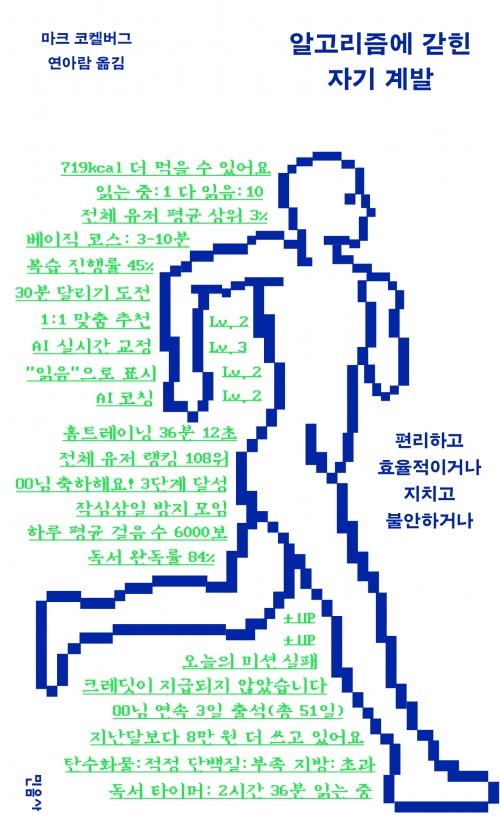 마크 코켈버그
연아람 옮김
알고리즘에 갇힌
자기 계발
719kcal 더 먹을 수 있어요
읽는 중:1 다 읽음:10
전체 유저 평균 상위 3%
베이직 코스: 3-10분
복습 진행률 45%
30분 달리기 도전
1:1 맞춤 추천
Lv.2
AI 실시간 교정
Lv.3
"읽음"으로 표시
Lv.2
AI 코칭
Lv.2
홈트레이닝 36분 12초
전체 유저 랭킹 108위
00님 축하해요! 3단계 달성
작심삼일 방지 모임
하루 평균 걸음 수 6000보
독서 완독률 84%
편리하고
효율적이거나
지치고
불안하거나
+UP
+UP
오늘의 미션 실패
크레딧이 지급되지 않았습니다
00님 연속 3일 출석(총 51일)
지난달보다 8만 원 더 쓰고 있어요
탄수화물:적정 단백질:부족 지방:초과
독서 타이머: 2시간 36분 읽는 중
민음사